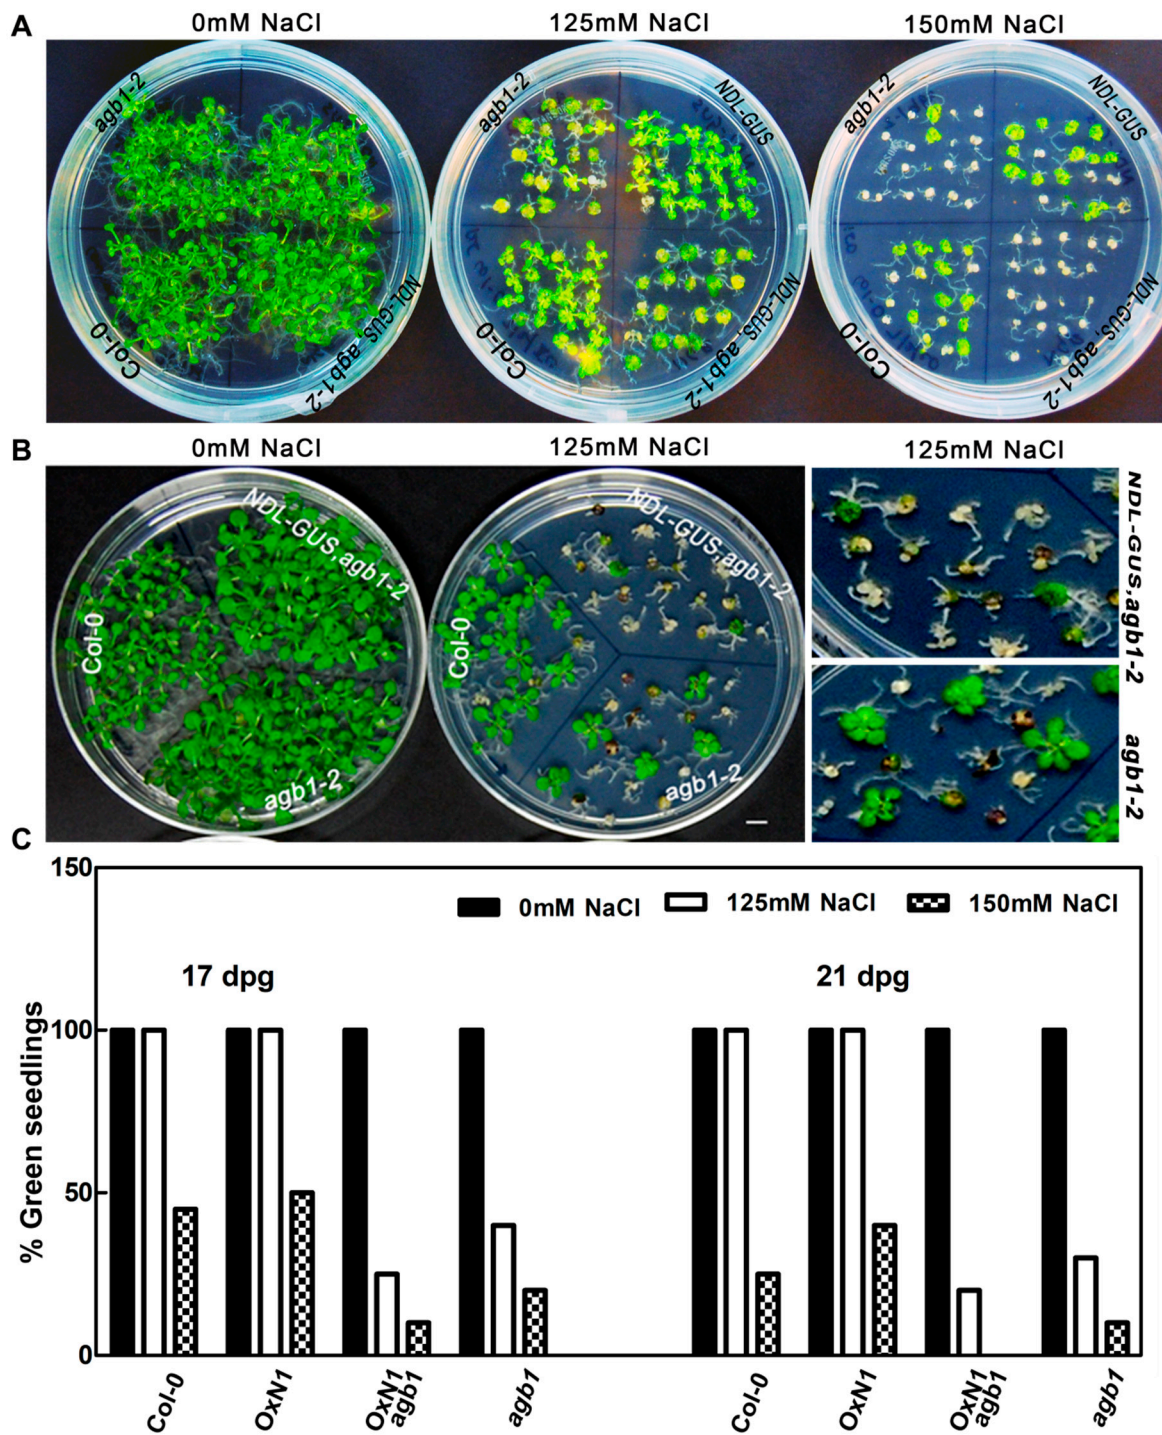 A
0mM NaCl
125mM NaCl
150mM NaCl
agb1-2
Col-0
NDL-GUS, agb1-2
agb1-2
NDL-GUS
Col-0
NDL-GUS, agb1-2
agb1-2
NDL-GUS
Col-0
NDL-GUS, agb1-2
B
0mM NaCl
125mM NaCl
125mM NaCl
Col-0
NDL-GUS,agb1-2
agb1-2
Col-0
NDL-GUS,agb1-2
agb1-2
NDL-GUS,agb1-2
agb1-2
C
% Green seedlings
150
100
50
0
0mM NaCl
125mM NaCl
150mM NaCl
17 dpg
21 dpg
Col-0
OxN1
OxN1
agb1
agb1
Col-0
OxN1
OxN1
agb1
agb1